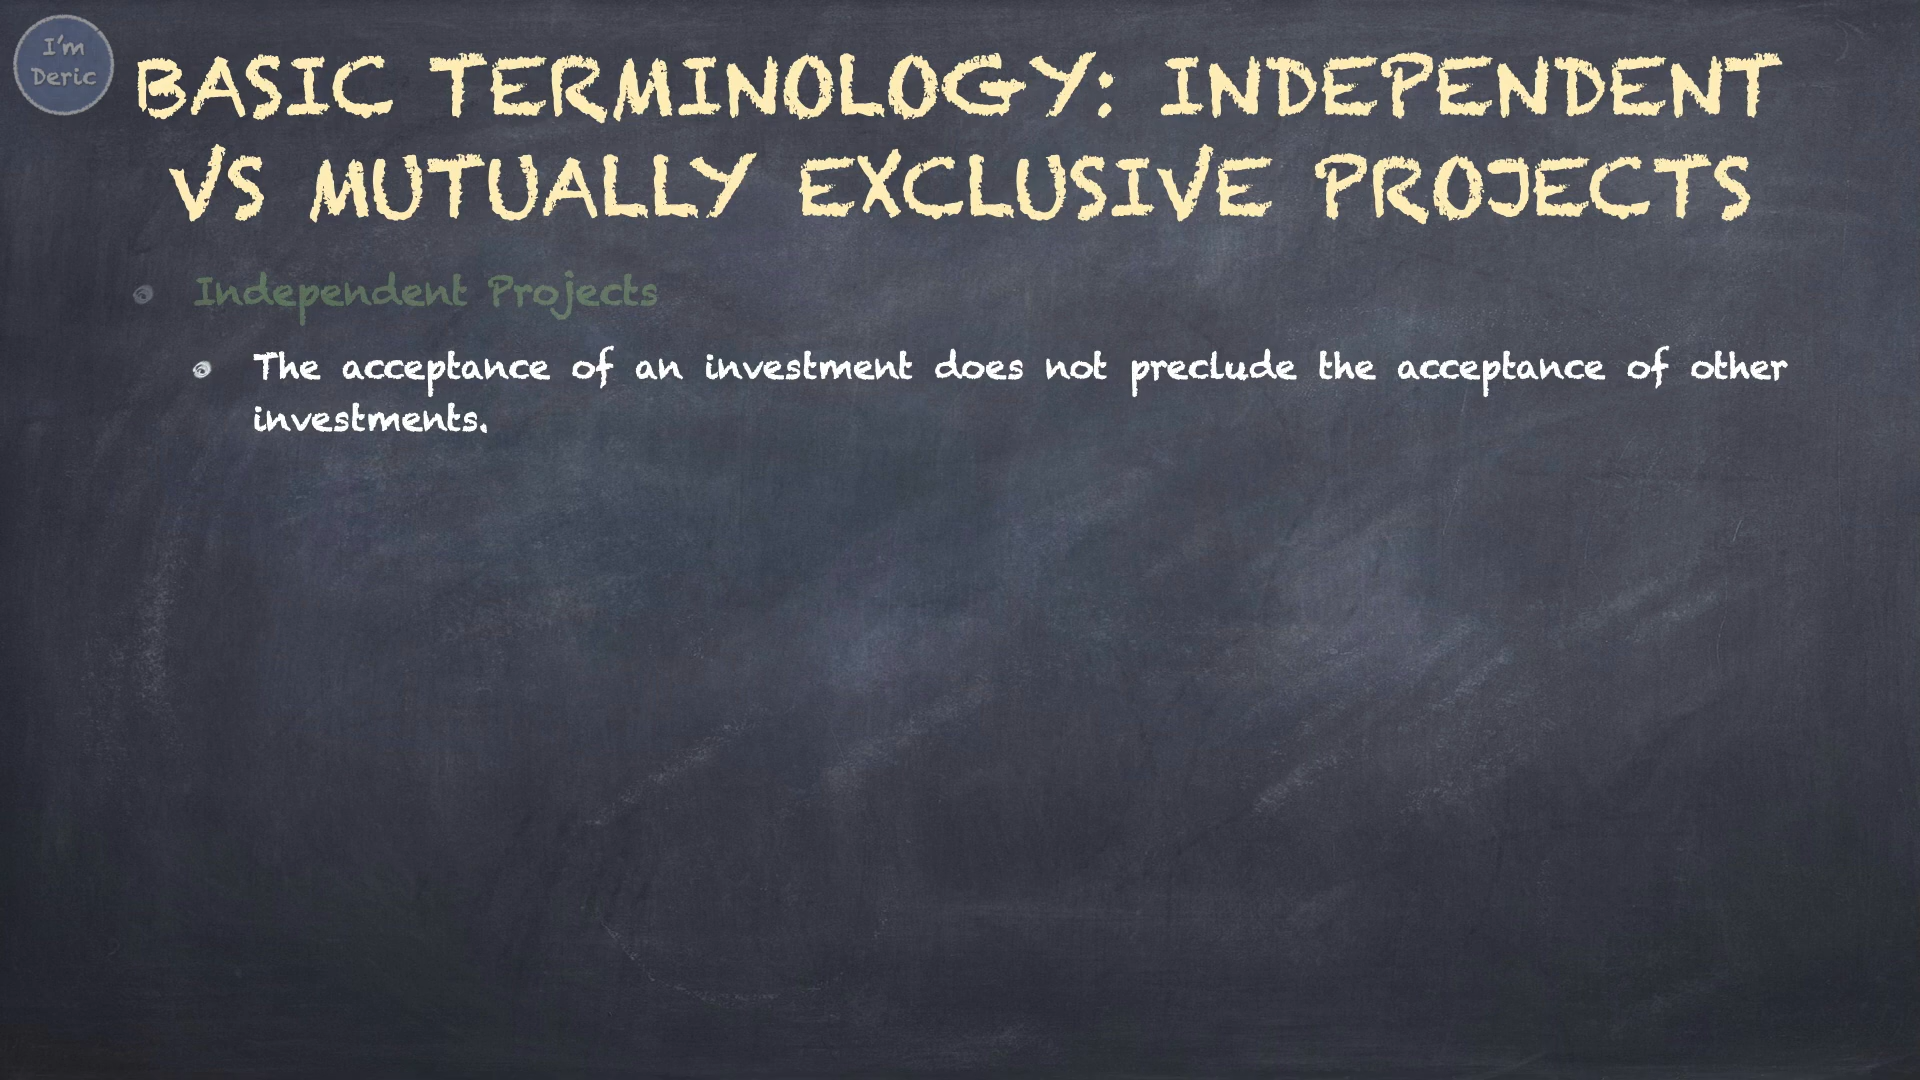 I'm
Deric
BASIC TERMINOLOGY: INDEPENDENT
VS MUTUALLY EXCLUSIVE PROJECTS
Independent Projects
The acceptance of an investment does not preclude the acceptance of other
investments.